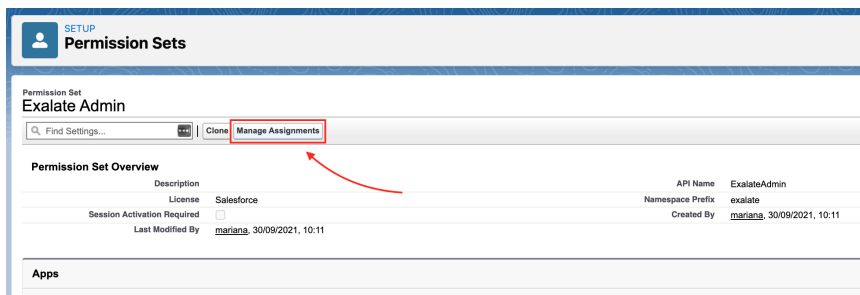 SETUP
Permission Sets
Permission Set
Exalate Admin
Find Settings...
Clone
Manage Assignments
Permission Set Overview
Description
API Name ExalateAdmin
License Salesforce
Namespace Prefix exalate
Session Activation Required
Created By mariana, 30/09/2021, 10:11
Last Modified By mariana, 30/09/2021, 10:11
Apps